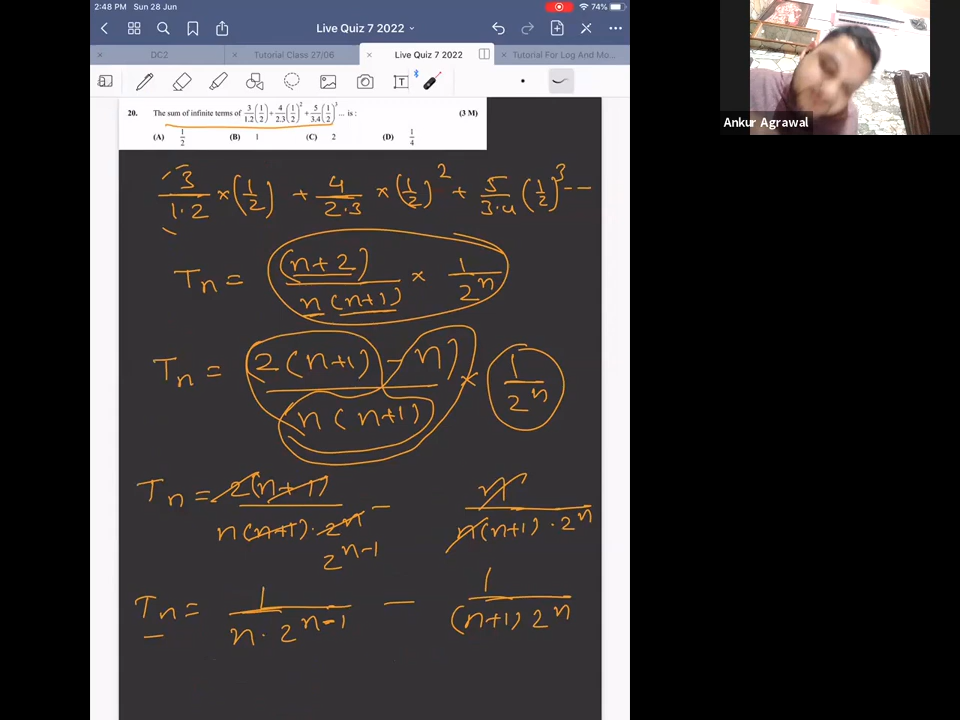 2:48 PM Sun 28 Jun
74%
Live Quiz 7 2022
DC2
Tutorial Class 27/06
Live Quiz 7 2022
Tutorial For Log And Mo...
20. The sum of infinite terms of 3/1.2 (1/2) + 4/2.3 (1/2)^2 + 5/3.4 (1/2)^3 ... is : (3 M)
(A) 1/2 (B) 1 (C) 2 (D) 1/4
3/1·2 × (1/2) + 4/2·3 × (1/2)^2 + 5/3·4 (1/2)^3 ---
Tn = (n+2)/n(n+1) × 1/2^n
Tn = 2(n+1) - n)/n(n+1) × 1/2^n
Tn = 2(n+1)/n(n+1)·2^n - n/n(n+1)·2^n
2^n-1
Tn = 1/n·2^n-1 - 1/(n+1) 2^n
Ankur Agrawal